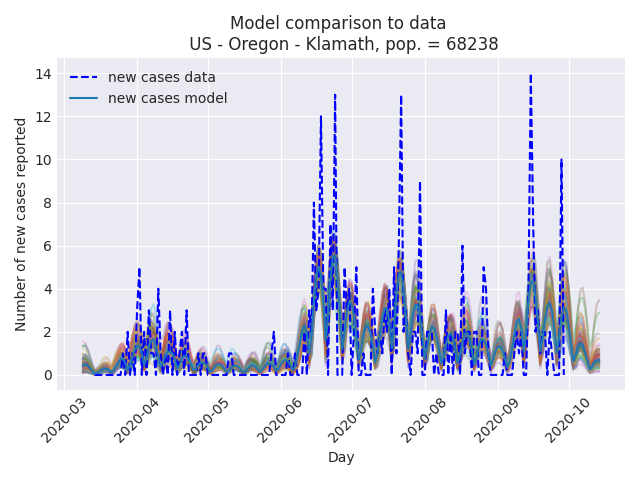 Model comparison to data
US - Oregon - Klamath, pop. = 68238
new cases data
new cases model
Number of new cases reported
14
12
10
8
6
4
2
0
2020-03
2020-04
2020-05
2020-06
2020-07
2020-08
2020-09
2020-10
Day